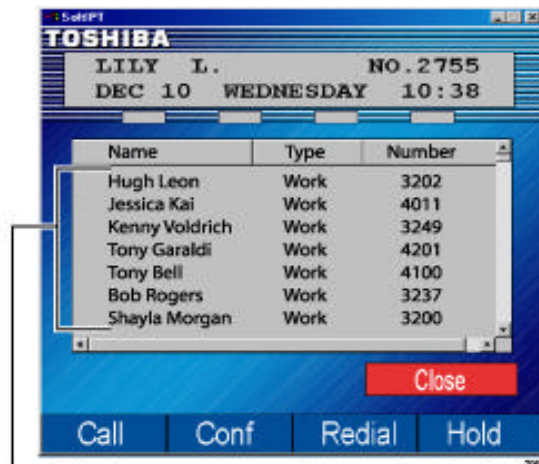 SoftIPT
TOSHIBA
LILY L. NO.2755
DEC 10 WEDNESDAY 10:38
Name Type Number
Hugh Leon Work 3202
Jessica Kai Work 4011
Kenny Voldrich Work 3249
Tony Garaldi Work 4201
Tony Bell Work 4100
Bob Rogers Work 3237
Shayla Morgan Work 3200
Close
Call Conf Redial Hold